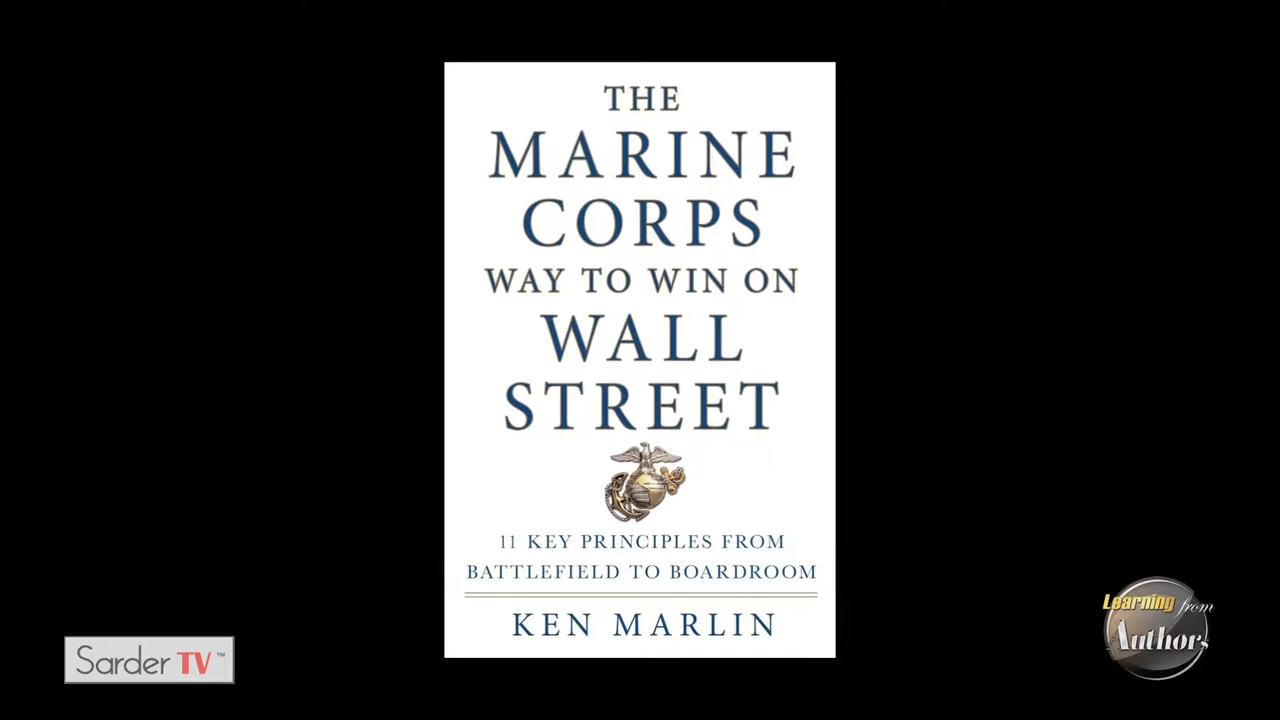 THE
MARINE
CORPS
WAY TO WIN ON
WALL
STREET
11 KEY PRINCIPLES FROM
BATTLEFIELD TO BOARDROOM
KEN MARLIN
Sarder TV™
Learning from
Authors